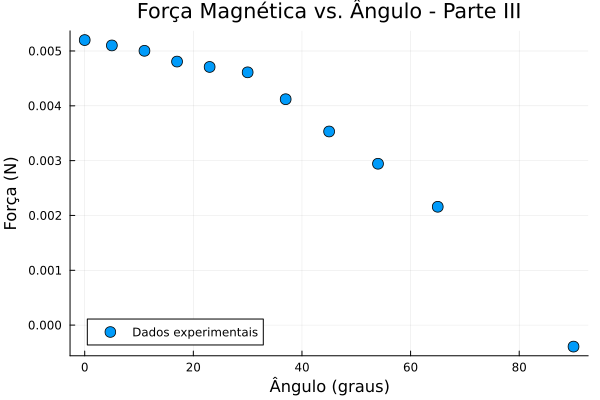 Força Magnética vs. Ângulo - Parte III
0.005
0.004
0.003
0.002
0.001
0.000
Força (N)
Dados experimentais
0 20 40 60 80
Ângulo (graus)